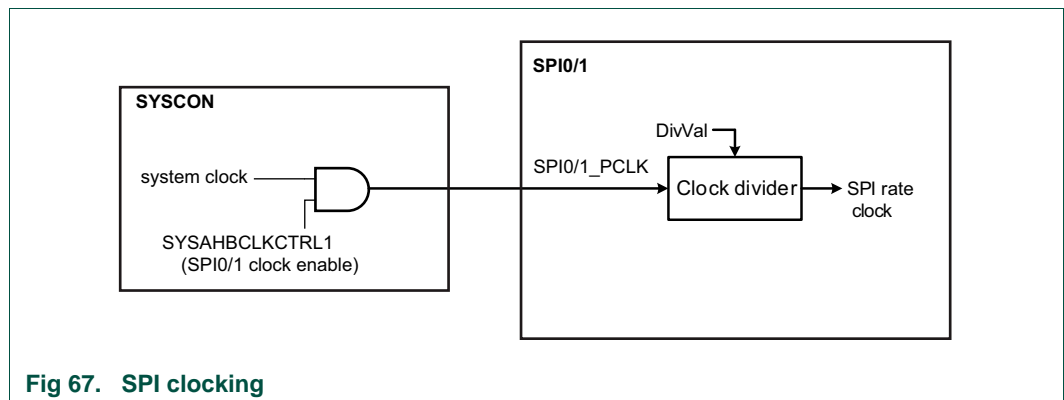 SPI0/1
SYSCON
DivVal
system clock
SPI0/1_PCLK
Clock divider
SPI rate
clock
SYSAHBCLKCTRL1
(SPI0/1 clock enable)
Fig 67. SPI clocking